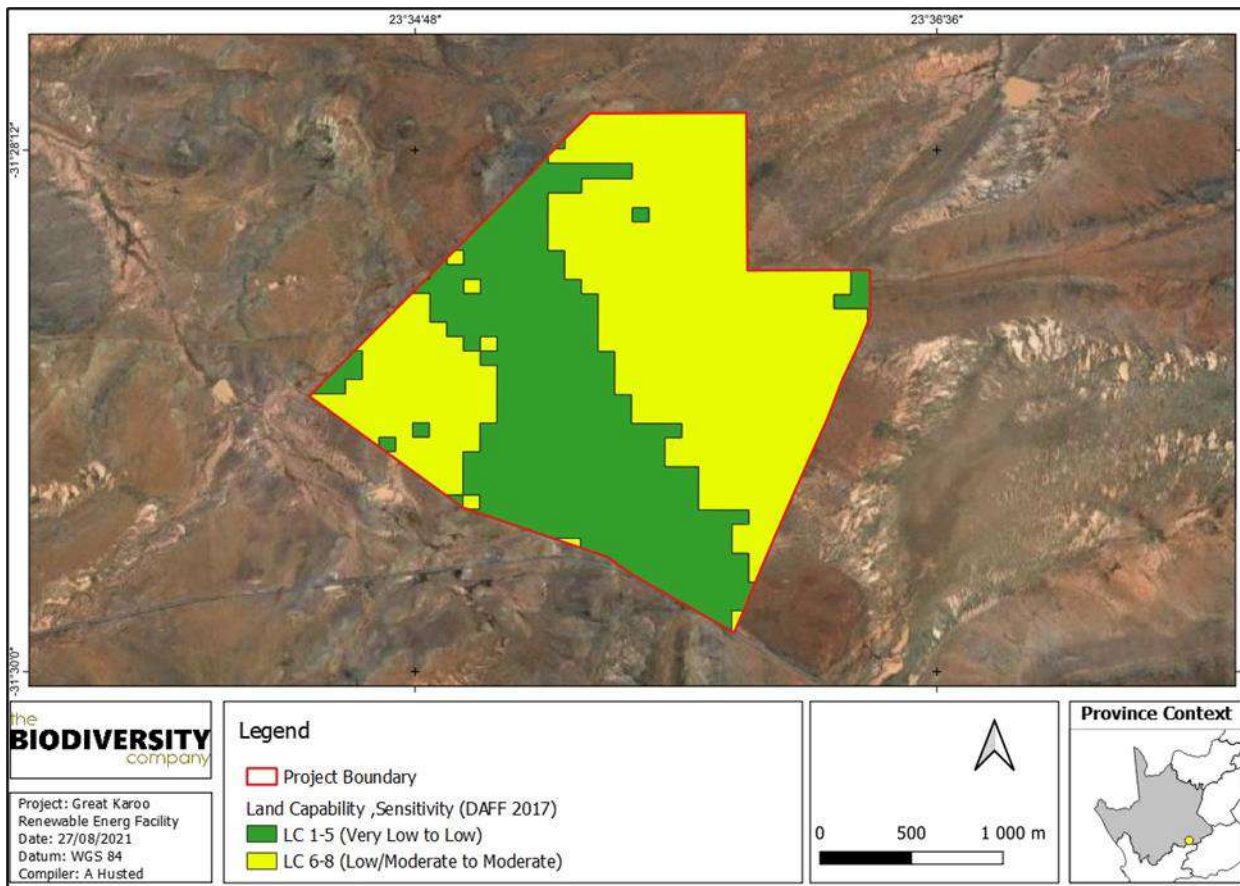 23°34'48"
23°36'36"
-31°28'12"
-31°30'0"
the
BIODIVERSITY
company
Project: Great Karoo
Renewable Energ Facility
Date: 27/08/2021
Datum: WGS 84
Compiler: A Husted
Legend
Project Boundary
Land Capability ,Sensitivity (DAFF 2017)
LC 1-5 (Very Low to Low)
LC 6-8 (Low/Moderate to Moderate)
0 500 1 000 m
Province Context